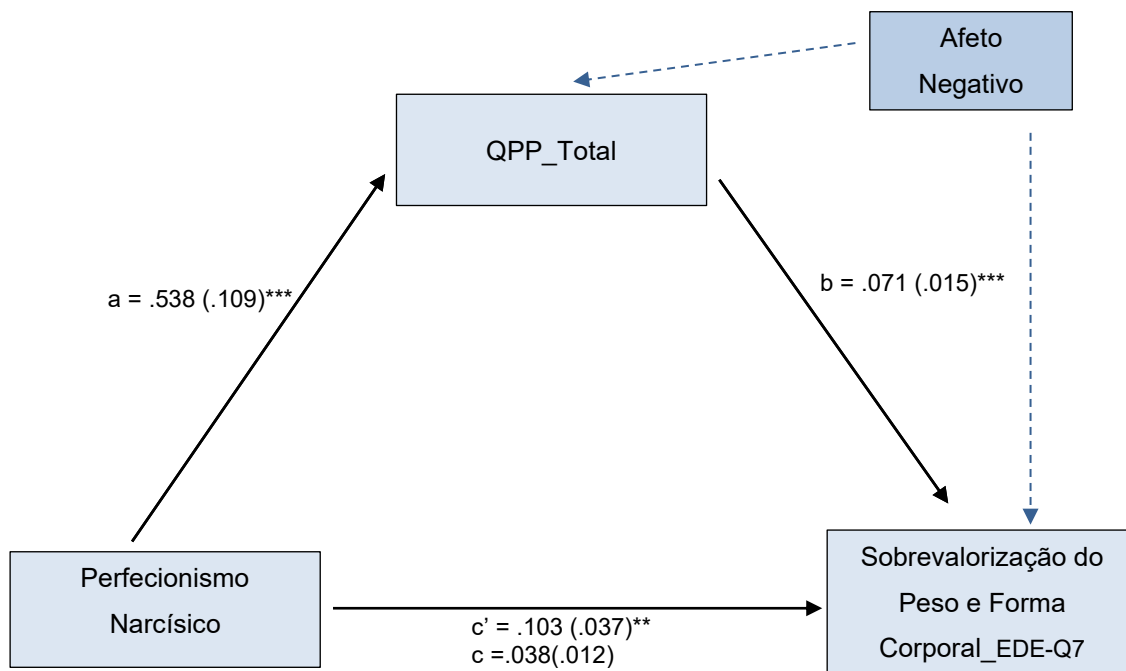 Afeto
Negativo
QPP_Total
a = .538 (.109)***
b = .071 (.015)***
Perfecionismo
Narcísico
c’ = .103 (.037)**
c =.038(.012)
Sobrevalorização do
Peso e Forma
Corporal_EDE-Q7